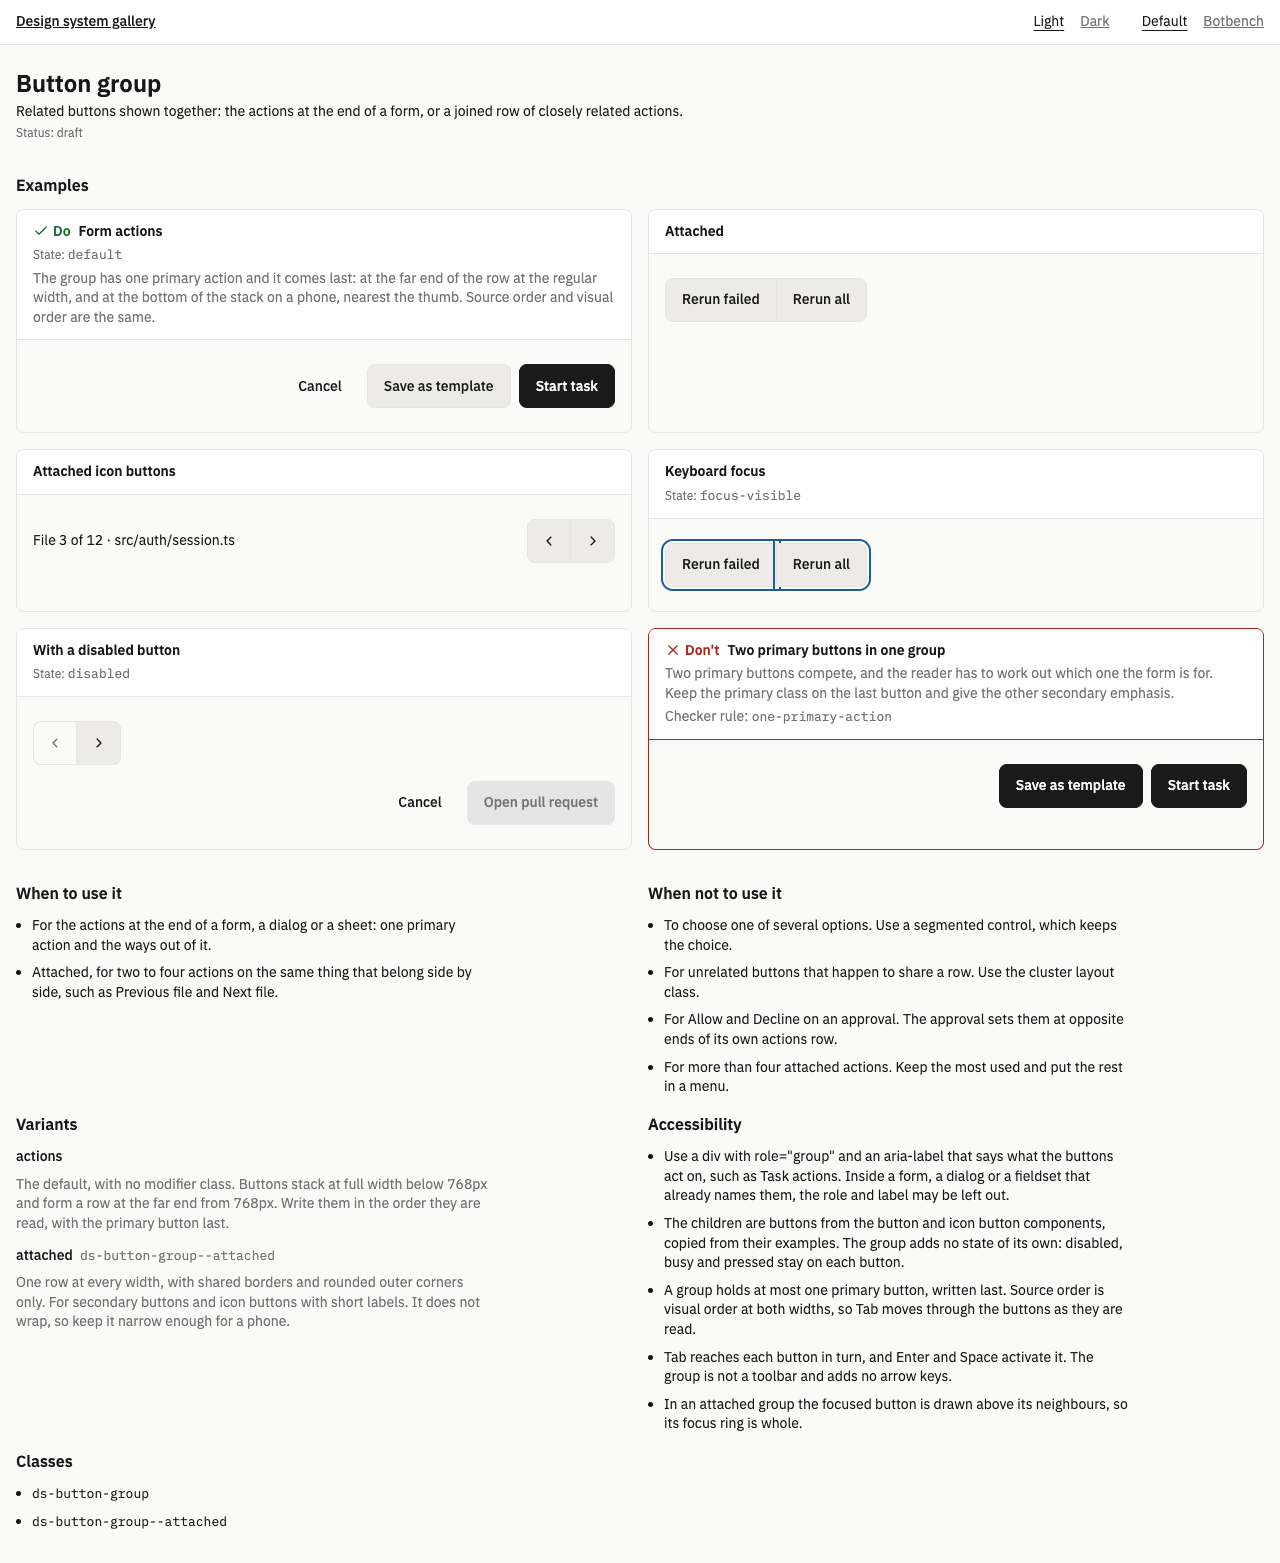 Design system gallery
Light Dark Default Botbench
Button group
Related buttons shown together: the actions at the end of a form, or a joined row of closely related actions.
Status: draft
Examples
Do Form actions
State: default
The group has one primary action and it comes last: at the far end of the row at the regular
width, and at the bottom of the stack on a phone, nearest the thumb. Source order and visual
order are the same.
Cancel Save as template Start task
Attached
Rerun failed Rerun all
Attached icon buttons
File 3 of 12 · src/auth/session.ts
Keyboard focus
State: focus-visible
Rerun failed Rerun all
With a disabled button
State: disabled
Cancel Open pull request
Don't Two primary buttons in one group
Two primary buttons compete, and the reader has to work out which one the form is for.
Keep the primary class on the last button and give the other secondary emphasis.
Checker rule: one-primary-action
Save as template Start task
When to use it
• For the actions at the end of a form, a dialog or a sheet: one primary
action and the ways out of it.
• Attached, for two to four actions on the same thing that belong side by
side, such as Previous file and Next file.
When not to use it
• To choose one of several options. Use a segmented control, which keeps
the choice.
• For unrelated buttons that happen to share a row. Use the cluster layout
class.
• For Allow and Decline on an approval. The approval sets them at opposite
ends of its own actions row.
• For more than four attached actions. Keep the most used and put the rest
in a menu.
Variants
actions
The default, with no modifier class. Buttons stack at full width below 768px
and form a row at the far end from 768px. Write them in the order they are
read, with the primary button last.
attached ds-button-group--attached
One row at every width, with shared borders and rounded outer corners
only. For secondary buttons and icon buttons with short labels. It does not
wrap, so keep it narrow enough for a phone.
Accessibility
• Use a div with role="group" and an aria-label that says what the buttons
act on, such as Task actions. Inside a form, a dialog or a fieldset that
already names them, the role and label may be left out.
• The children are buttons from the button and icon button components,
copied from their examples. The group adds no state of its own: disabled,
busy and pressed stay on each button.
• A group holds at most one primary button, written last. Source order is
visual order at both widths, so Tab moves through the buttons as they are
read.
• Tab reaches each button in turn, and Enter and Space activate it. The
group is not a toolbar and adds no arrow keys.
• In an attached group the focused button is drawn above its neighbours, so
its focus ring is whole.
Classes
• ds-button-group
• ds-button-group--attached